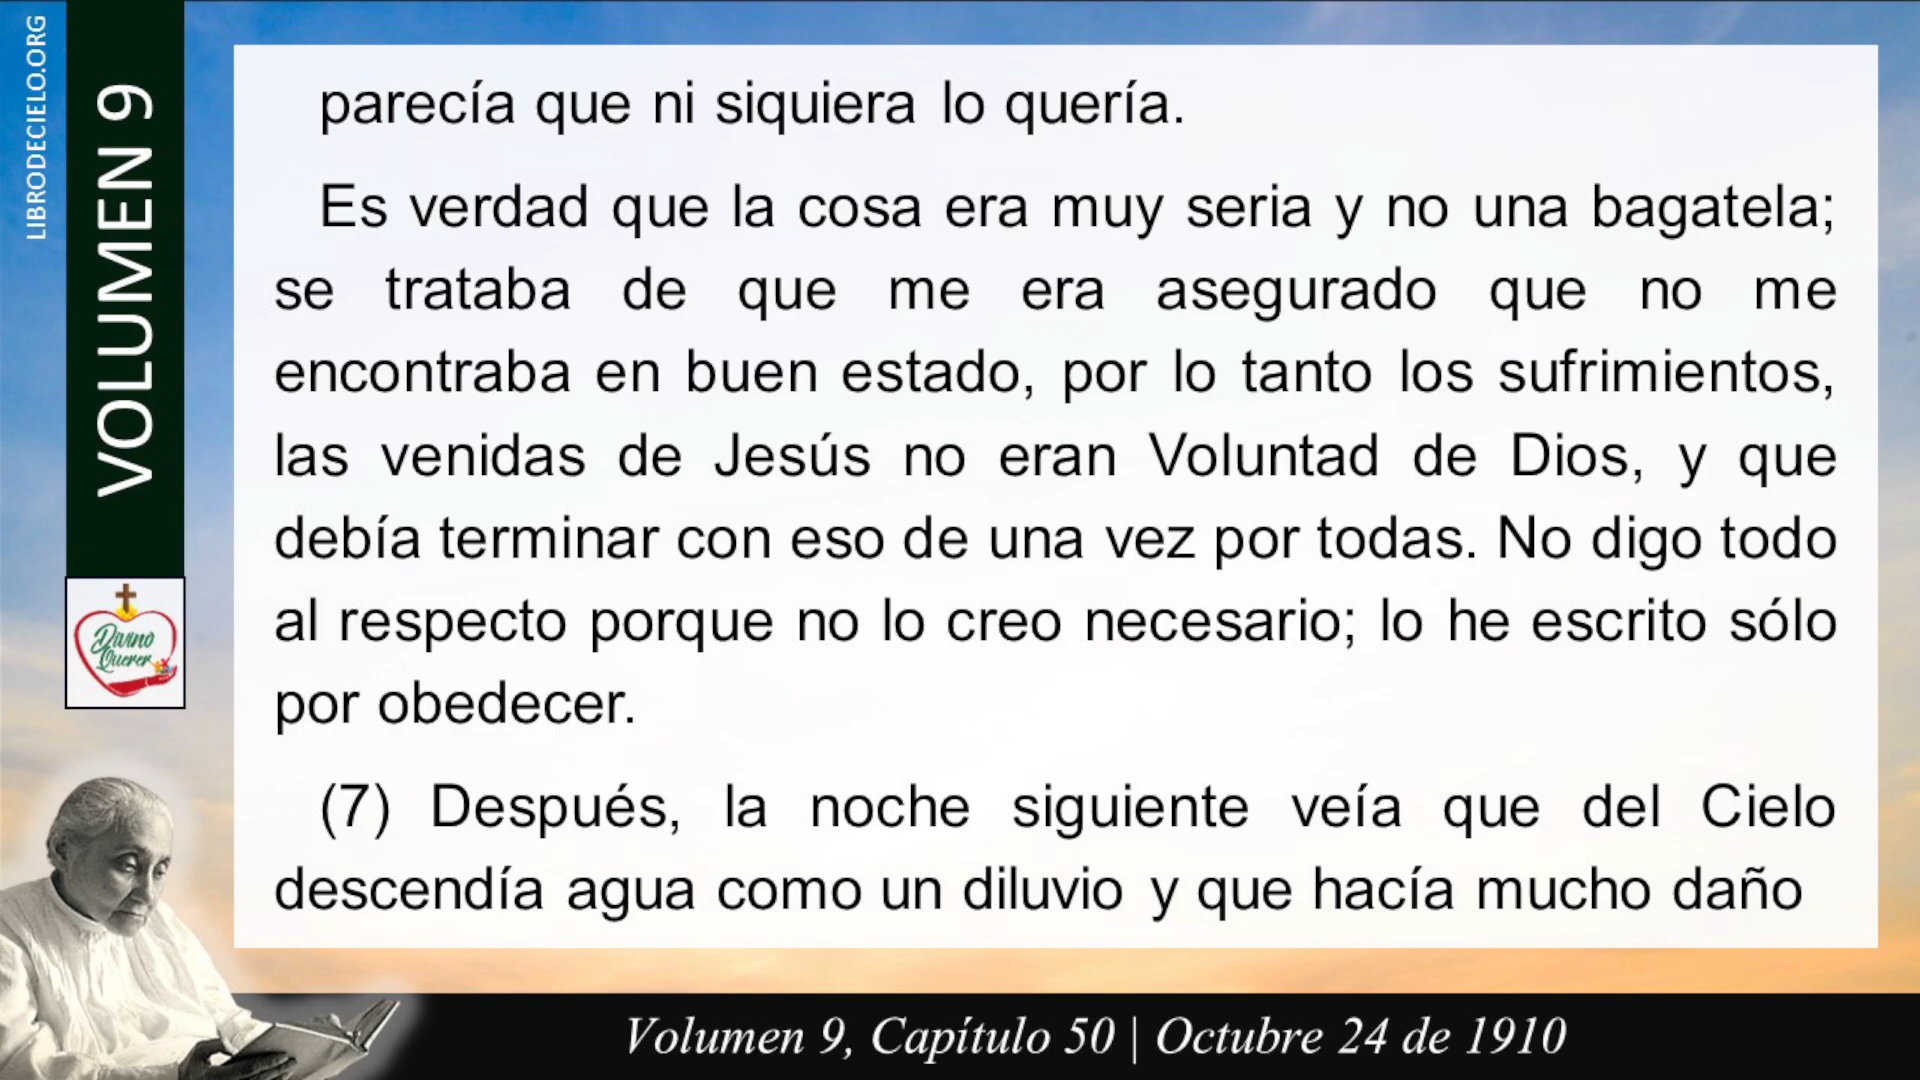 LIBRODECIELO.ORG
VOLUMEN 9
Divino
Querer
parecía que ni siquiera lo quería.
Es verdad que la cosa era muy seria y no una bagatela;
se trataba de que me era asegurado que no me
encontraba en buen estado, por lo tanto los sufrimientos,
las venidas de Jesús no eran Voluntad de Dios, y que
debía terminar con eso de una vez por todas. No digo todo
al respecto porque no lo creo necesario; lo he escrito sólo
por obedecer.
(7) Después, la noche siguiente veía que del Cielo
descendía agua como un diluvio y que hacía mucho daño
Volumen 9, Capítulo 50 | Octubre 24 de 1910